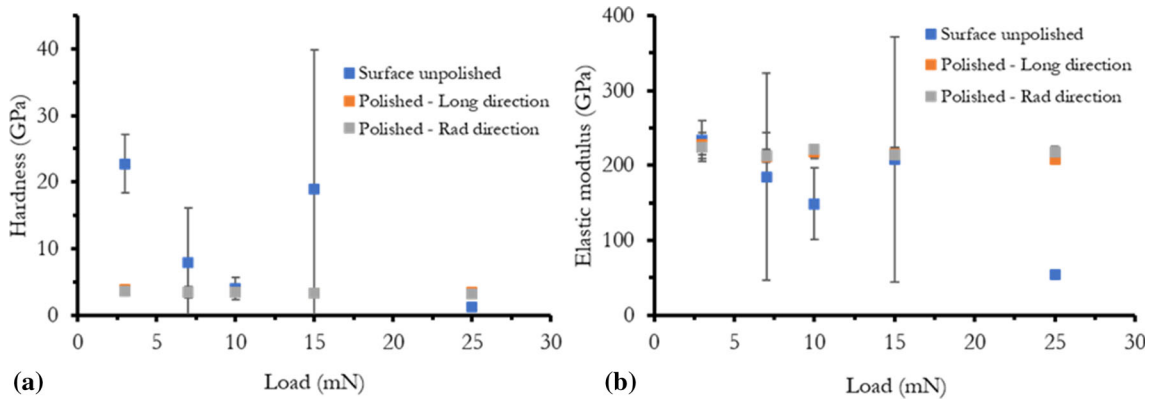 40
30
20
10
0
Hardness (GPa)
Surface unpolished
Polished - Long direction
Polished - Rad direction
0 5 10 15 20 25 30
Load (mN)
(a)
400
300
200
100
0
Elastic modulus (GPa)
Surface unpolished
Polished - Long direction
Polished - Rad direction
0 5 10 15 20 25 30
Load (mN)
(b)